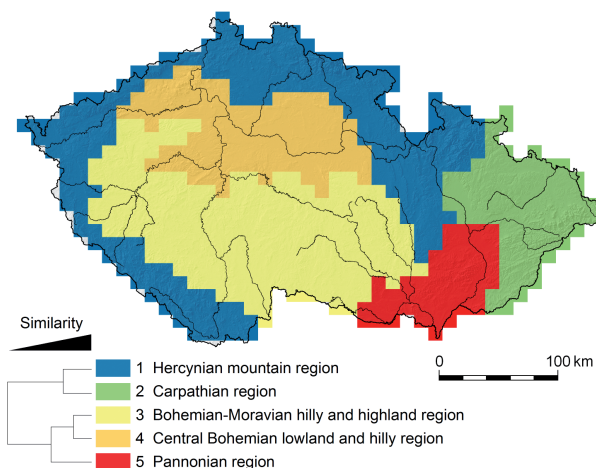 Similarity
1 Hercynian mountain region
2 Carpathian region
3 Bohemian-Moravian hilly and highland region
4 Central Bohemian lowland and hilly region
5 Pannonian region
0 100 km